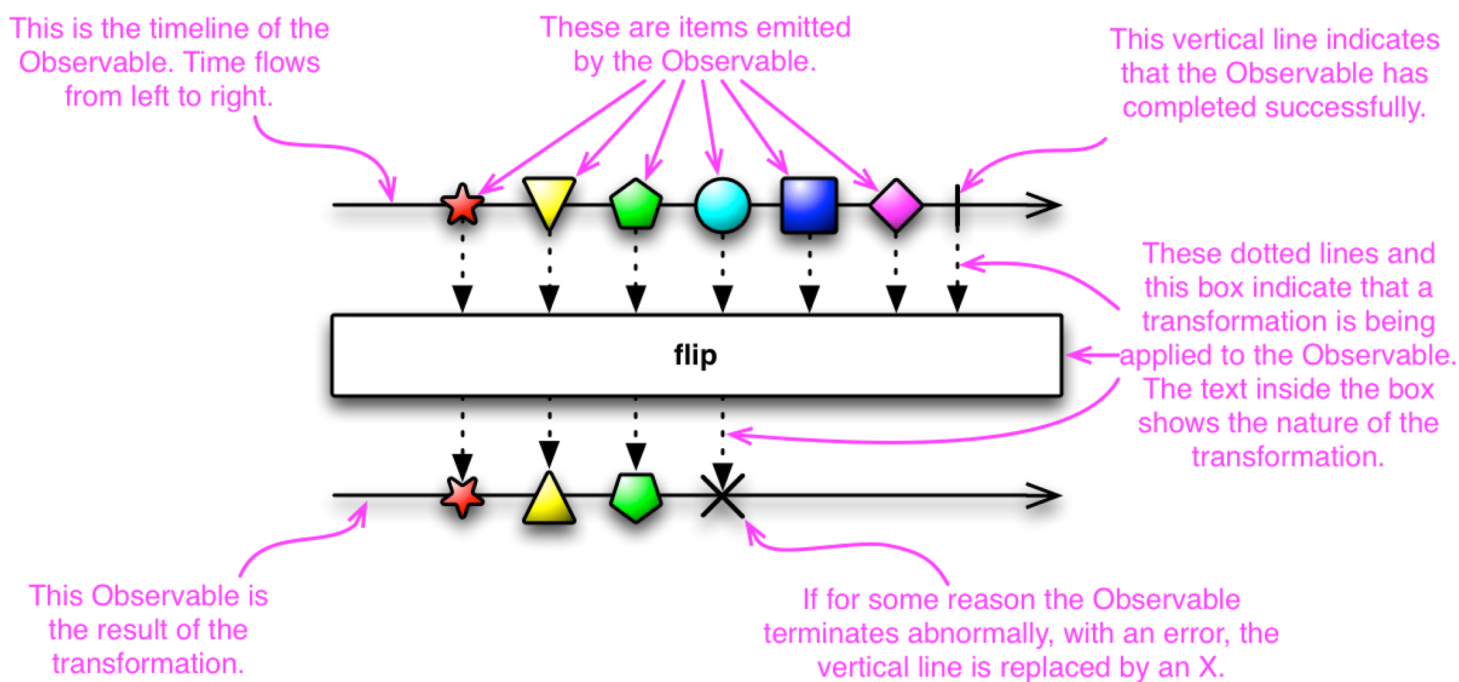 This is the timeline of the
Observable. Time flows
from left to right.
These are items emitted
by the Observable.
This vertical line indicates
that the Observable has
completed successfully.
These dotted lines and
this box indicate that a
transformation is being
applied to the Observable.
The text inside the box
shows the nature of the
transformation.
flip
This Observable is
the result of the
transformation.
If for some reason the Observable
terminates abnormally, with an error, the
vertical line is replaced by an X.